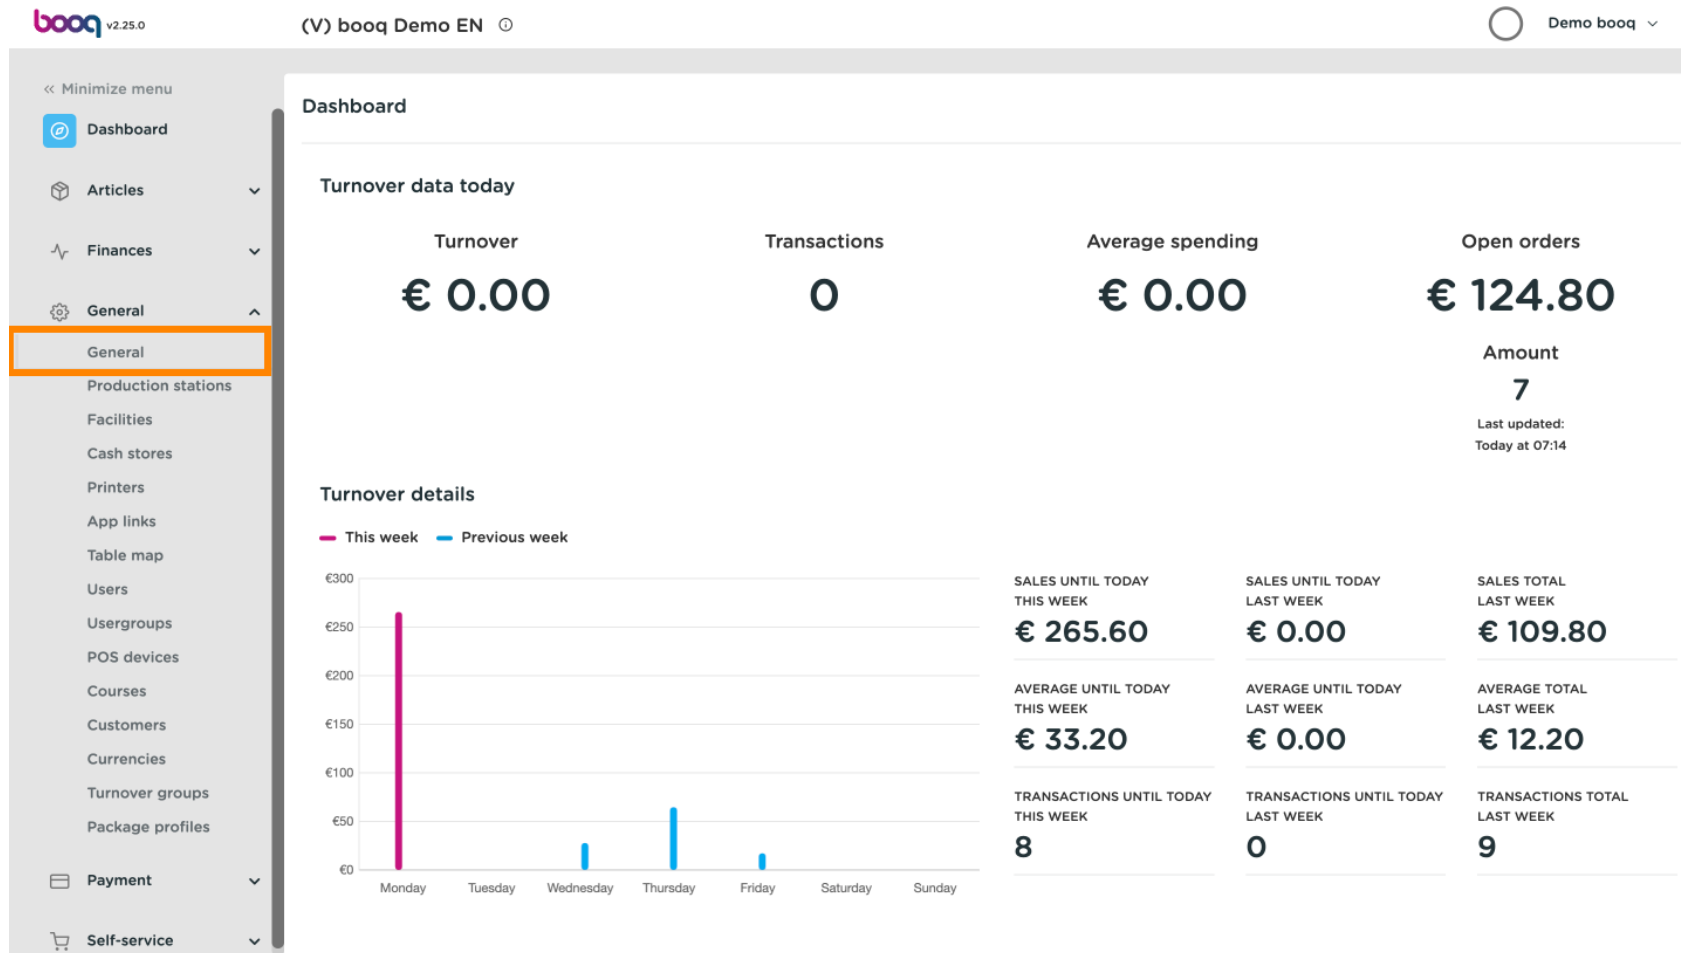 booq v2.25.0
(V) booq Demo EN
Demo booq
« Minimize menu
Dashboard
Articles
Finances
General
General
Production stations
Facilities
Cash stores
Printers
App links
Table map
Users
Usergroups
POS devices
Courses
Customers
Currencies
Turnover groups
Package profiles
Payment
Self-service
Dashboard
Turnover data today
Turnover
€ 0.00
Transactions
0
Average spending
€ 0.00
Open orders
€ 124.80
Amount
7
Last updated:
Today at 07:14
Turnover details
This week
Previous week
€300
€250
€200
€150
€100
€50
€0
Monday
Tuesday
Wednesday
Thursday
Friday
Saturday
Sunday
SALES UNTIL TODAY
THIS WEEK
€ 265.60
SALES UNTIL TODAY
LAST WEEK
€ 0.00
SALES TOTAL
LAST WEEK
€ 109.80
AVERAGE UNTIL TODAY
THIS WEEK
€ 33.20
AVERAGE UNTIL TODAY
LAST WEEK
€ 0.00
AVERAGE TOTAL
LAST WEEK
€ 12.20
TRANSACTIONS UNTIL TODAY
THIS WEEK
8
TRANSACTIONS UNTIL TODAY
LAST WEEK
0
TRANSACTIONS TOTAL
LAST WEEK
9